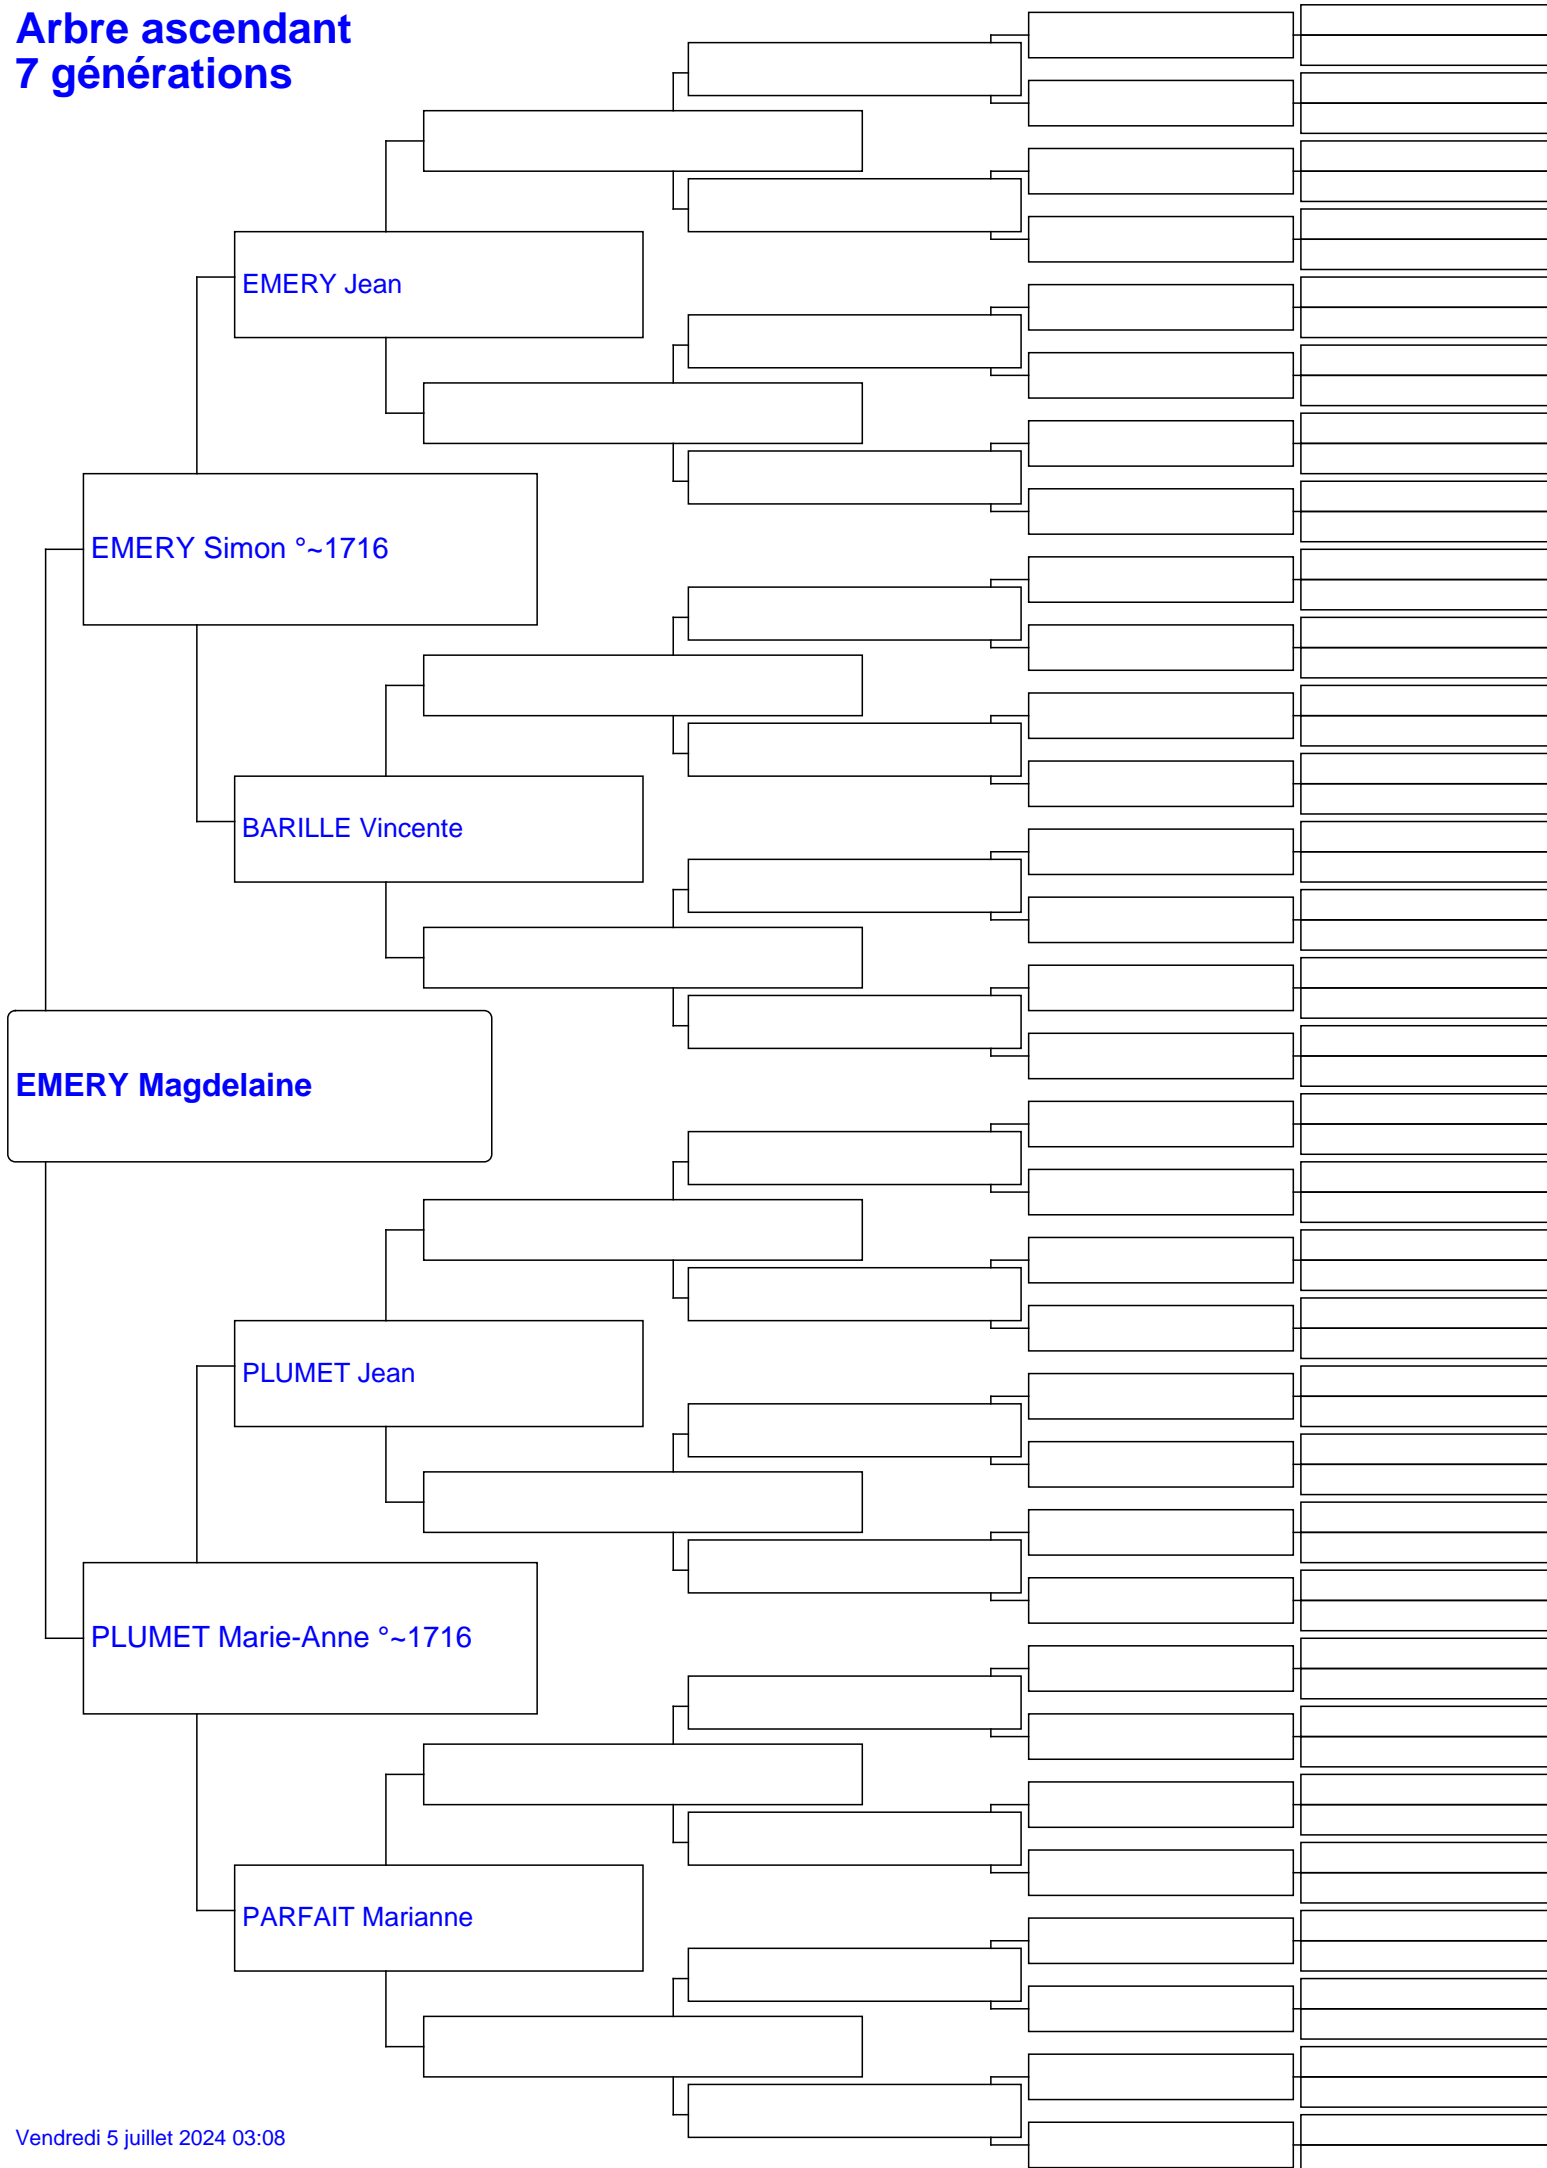 Arbre ascendant
7 générations
EMERY Jean
EMERY Simon °~1716
BARILLE Vincente
EMERY Magdelaine
PLUMET Jean
PLUMET Marie-Anne °~1716
PARFAIT Marianne
Vendredi 5 juillet 2024 03:08